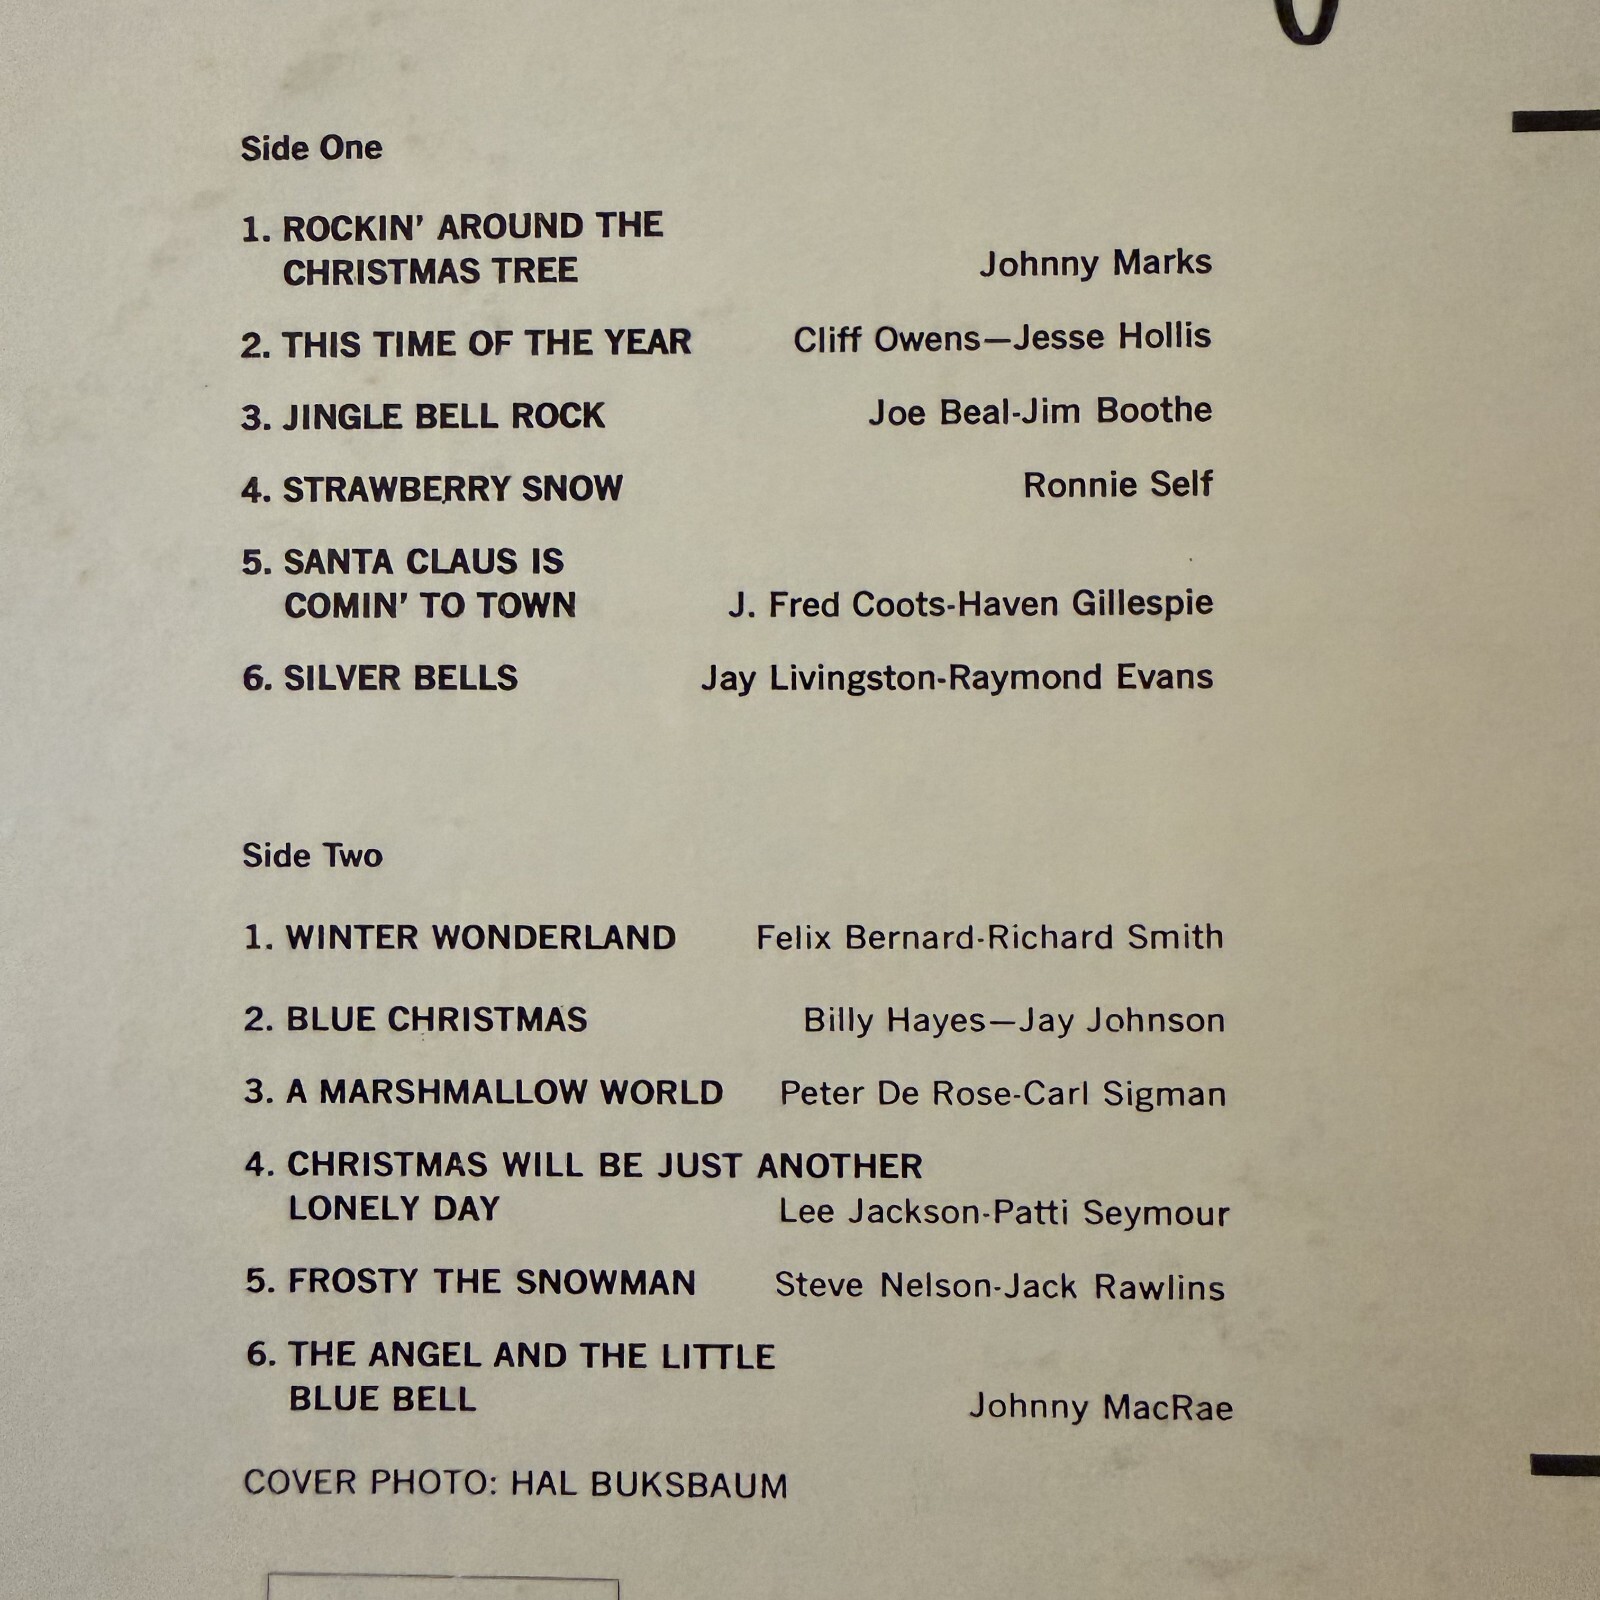 Side One
1. ROCKIN' AROUND THE
CHRISTMAS TREE Johnny Marks
2. THIS TIME OF THE YEAR Cliff Owens—Jesse Hollis
3. JINGLE BELL ROCK Joe Beal-Jim Boothe
4. STRAWBERRY SNOW Ronnie Self
5. SANTA CLAUS IS
COMIN' TO TOWN J. Fred Coots-Haven Gillespie
6. SILVER BELLS Jay Livingston-Raymond Evans
Side Two
1. WINTER WONDERLAND Felix Bernard-Richard Smith
2. BLUE CHRISTMAS Billy Hayes—Jay Johnson
3. A MARSHMALLOW WORLD Peter De Rose-Carl Sigman
4. CHRISTMAS WILL BE JUST ANOTHER
LONELY DAY Lee Jackson-Patti Seymour
5. FROSTY THE SNOWMAN Steve Nelson-Jack Rawlins
6. THE ANGEL AND THE LITTLE
BLUE BELL Johnny MacRae
COVER PHOTO: HAL BUKSBAUM